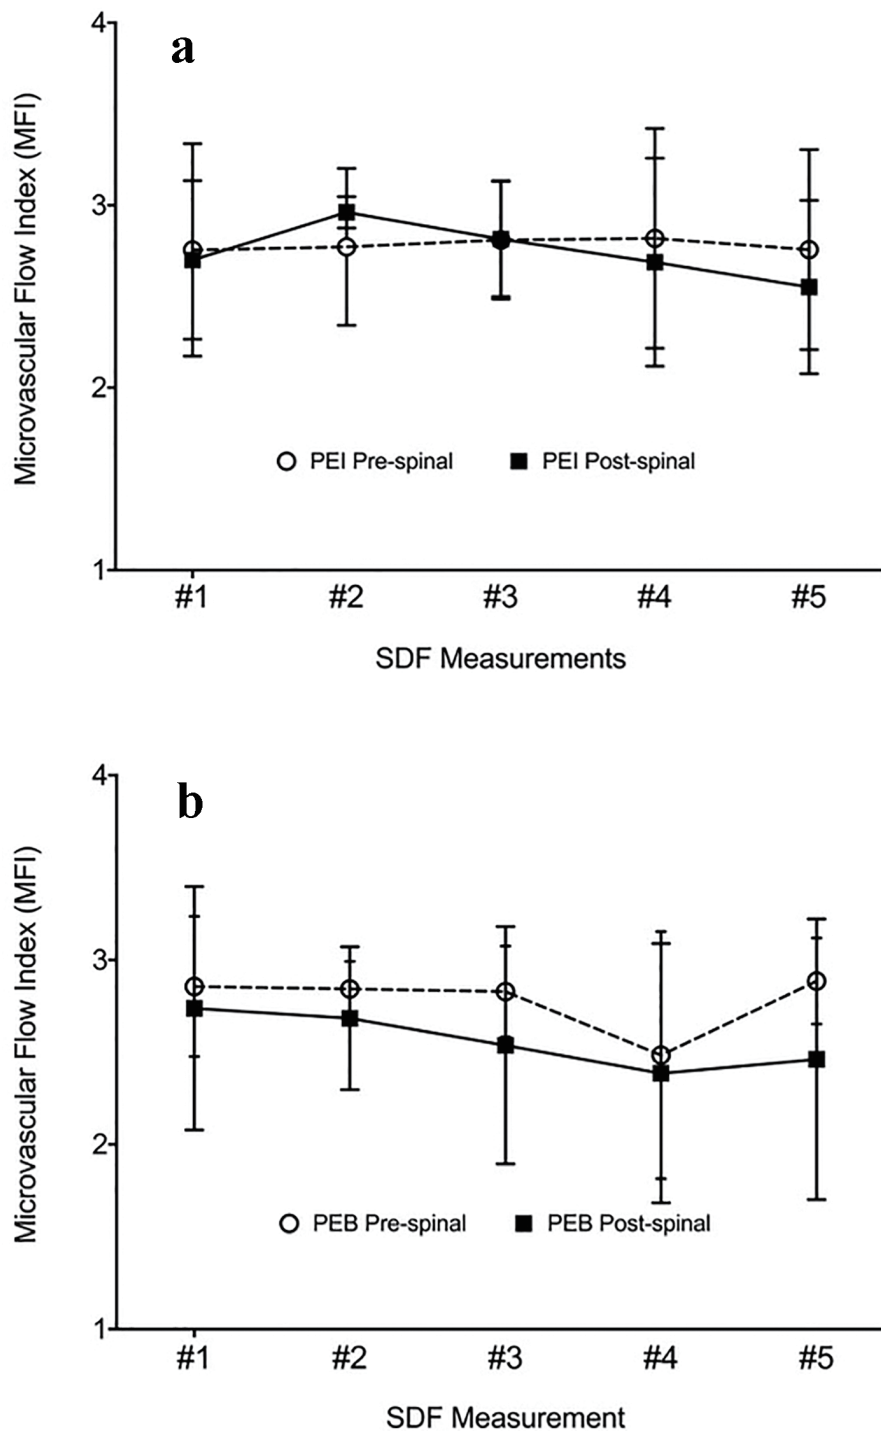 a
Microvascular Flow Index (MFI)
4
3
2
1
PEI Pre-spinal PEI Post-spinal
#1 #2 #3 #4 #5
SDF Measurements
b
Microvascular Flow Index (MFI)
4
3
2
1
PEB Pre-spinal PEB Post-spinal
#1 #2 #3 #4 #5
SDF Measurement